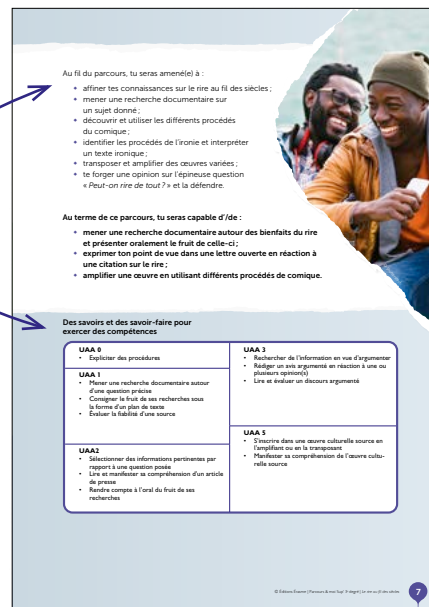 Au fil du parcours, tu seras amené(e) à :
• affiner tes connaissances sur le rire au fil des siècles ;
• mener une recherche documentaire sur
un sujet donné ;
• découvrir et utiliser les différents procédés
du comique ;
• identifier les procédés de l'ironie et interpréter
un texte ironique ;
• transposer et amplifier des œuvres variées ;
• te forger une opinion sur l'épineuse question
« Peut-on rire de tout ? » et la défendre.
Au terme de ce parcours, tu seras capable d'/de :
• mener une recherche documentaire autour des bienfaits du rire
et présenter oralement le fruit de celle-ci ;
• exprimer ton point de vue dans une lettre ouverte en réaction à
une citation sur le rire ;
• amplifier une œuvre en utilisant différents procédés de comique.
Des savoirs et des savoir-faire pour
exercer des compétences
UAA 0
• Expliciter des procédures
UAA 1
• Mener une recherche documentaire autour
d'une question précise
• Consigner le fruit de ses recherches sous
la forme d'un plan de texte
• Évaluer la fiabilité d'une source
UAA2
• Sélectionner des informations pertinentes par
rapport à une question posée
• Lire et manifester sa compréhension d'un article
de presse
• Rendre compte à l'oral du fruit de ses
recherches
UAA 3
• Rechercher de l'information en vue d'argumenter
• Rédiger un avis argumenté en réaction à une ou
plusieurs opinion(s)
• Lire et évaluer un discours argumenté
UAA 5
• S'inscrire dans une œuvre culturelle source en
l'amplifiant ou en la transposant
• Manifester sa compréhension de l'œuvre cultu-
relle source
7